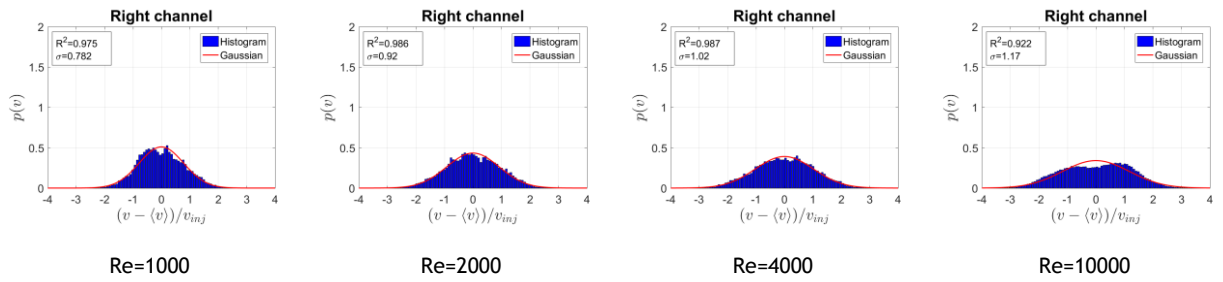 Right channel
R²=0.975
σ=0.782
Histogram
Gaussian
2
1.5
1
0.5
0
p(v)
-4 -3 -2 -1 0 1 2 3 4
(v − ⟨v⟩)/v_inj
Re=1000
Right channel
R²=0.986
σ=0.92
Histogram
Gaussian
2
1.5
1
0.5
0
p(v)
-4 -3 -2 -1 0 1 2 3 4
(v − ⟨v⟩)/v_inj
Re=2000
Right channel
R²=0.987
σ=1.02
Histogram
Gaussian
2
1.5
1
0.5
0
p(v)
-4 -3 -2 -1 0 1 2 3 4
(v − ⟨v⟩)/v_inj
Re=4000
Right channel
R²=0.922
σ=1.17
Histogram
Gaussian
2
1.5
1
0.5
0
p(v)
-4 -3 -2 -1 0 1 2 3 4
(v − ⟨v⟩)/v_inj
Re=10000